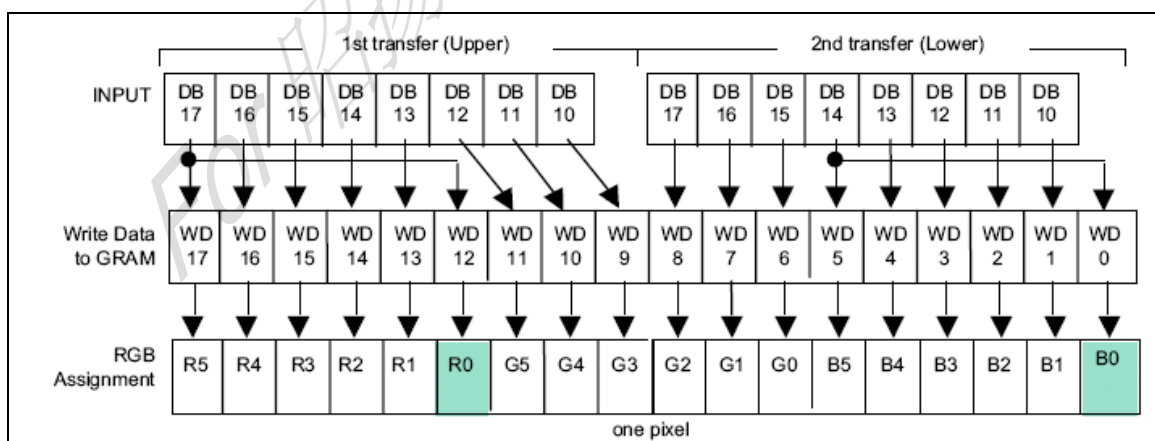 1st transfer (Upper) 2nd transfer (Lower)
INPUT DB 17 DB 16 DB 15 DB 14 DB 13 DB 12 DB 11 DB 10 DB 17 DB 16 DB 15 DB 14 DB 13 DB 12 DB 11 DB 10
Write Data to GRAM WD 17 WD 16 WD 15 WD 14 WD 13 WD 12 WD 11 WD 10 WD 9 WD 8 WD 7 WD 6 WD 5 WD 4 WD 3 WD 2 WD 1 WD 0
RGB Assignment R5 R4 R3 R2 R1 R0 G5 G4 G3 G2 G1 G0 B5 B4 B3 B2 B1 B0
one pixel
For